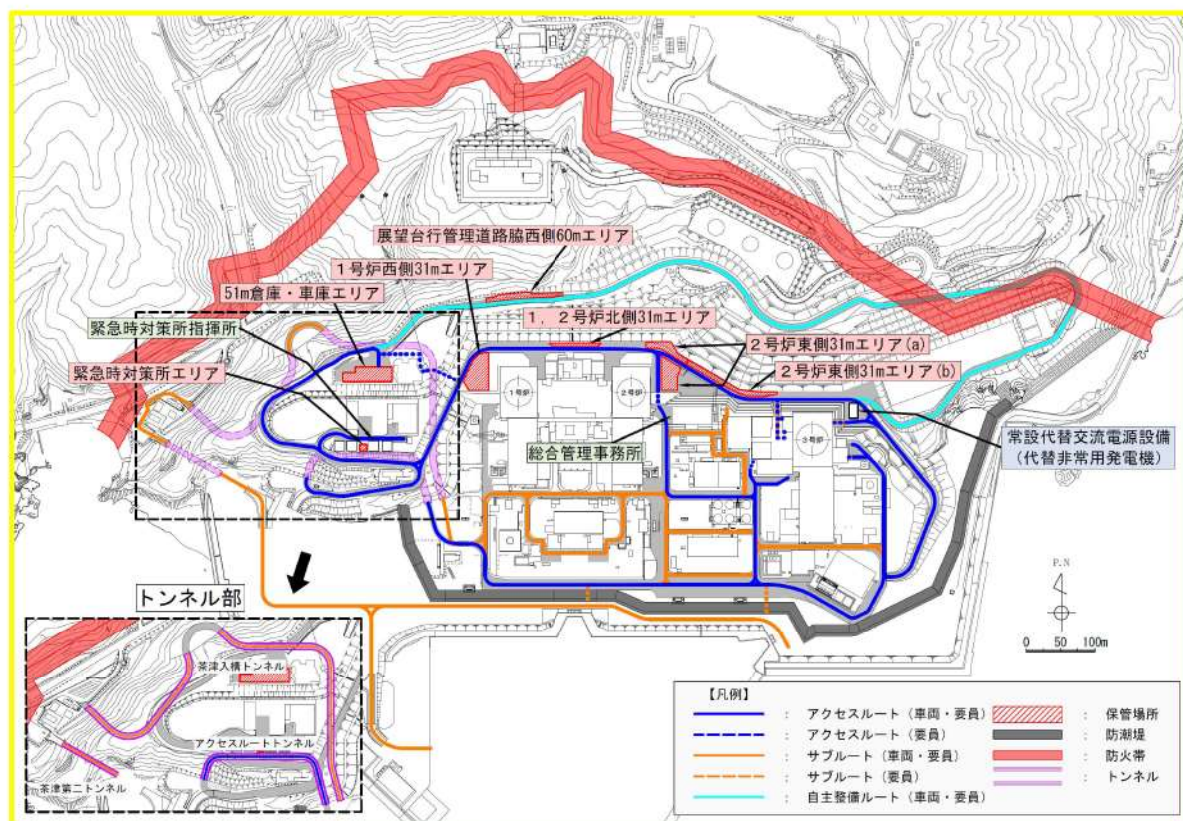 展望台行管理道路脇西側60mエリア
1号炉西側31mエリア
51m倉庫・車庫エリア
1，2号炉北側31mエリア
緊急時対策所指揮所
2号炉東側31mエリア(a)
緊急時対策所エリア
2号炉東側31mエリア(b)
1号炉
2号炉
3号炉
総合管理事務所
常設代替交流電源設備
（代替非常用発電機）
トンネル部
茶津入構トンネル
アクセスルートトンネル
茶津第二トンネル
P.N
0 50 100m
【凡例】
： アクセスルート（車両・要員）
： アクセスルート（要員）
： サブルート（車両・要員）
： サブルート（要員）
： 自主整備ルート（車両・要員）
： 保管場所
： 防潮堤
： 防火帯
： トンネル